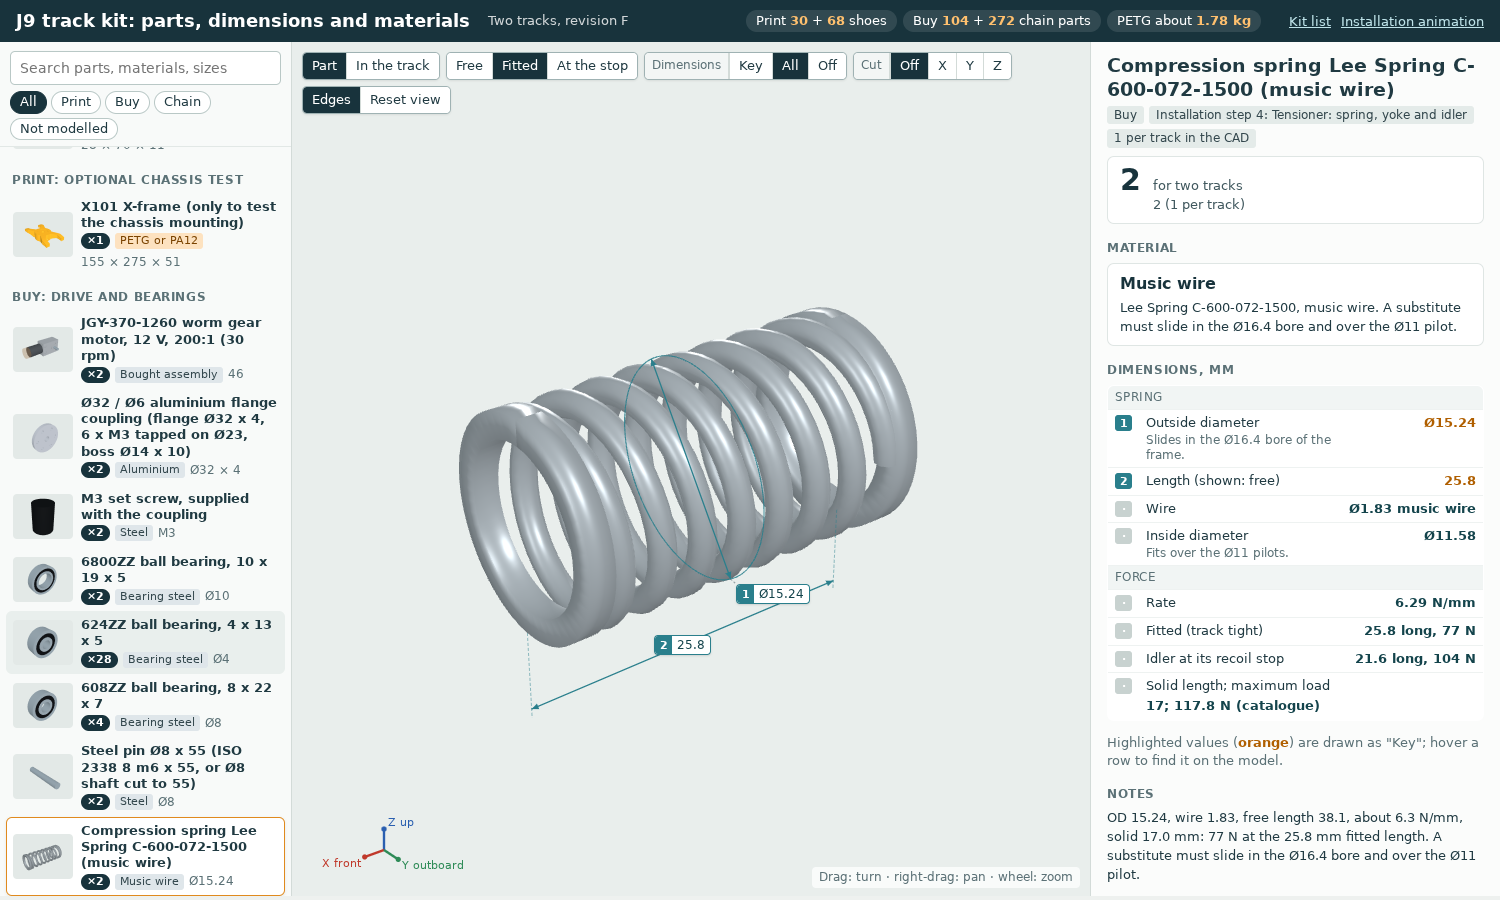 J9 track kit: parts, dimensions and materials
Two tracks, revision F
Print 30 + 68 shoes
Buy 104 + 272 chain parts
PETG about 1.78 kg
Kit list
Installation animation
Search parts, materials, sizes
All
Print
Buy
Chain
Not modelled
PRINT: OPTIONAL CHASSIS TEST
X101 X-frame (only to test
the chassis mounting)
×1 PETG or PA12
155 × 275 × 51
BUY: DRIVE AND BEARINGS
JGY-370-1260 worm gear
motor, 12 V, 200:1 (30
rpm)
×2 Bought assembly 46
Ø32 / Ø6 aluminium flange
coupling (flange Ø32 x 4,
6 x M3 tapped on Ø23,
boss Ø14 x 10)
×2 Aluminium Ø32 × 4
M3 set screw, supplied
with the coupling
×2 Steel M3
6800ZZ ball bearing, 10 x
19 x 5
×2 Bearing steel Ø10
624ZZ ball bearing, 4 x 13
x 5
×28 Bearing steel Ø4
608ZZ ball bearing, 8 x 22
x 7
×4 Bearing steel Ø8
Steel pin Ø8 x 55 (ISO
2338 8 m6 x 55, or Ø8
shaft cut to 55)
×2 Steel Ø8
Compression spring Lee
Spring C-600-072-1500
(music wire)
×2 Music wire Ø15.24
Part
In the track
Free
Fitted
At the stop
Dimensions
Key
All
Off
Cut
Off
X
Y
Z
Edges
Reset view
1 Ø15.24
2 25.8
Z up
X front
Y outboard
Drag: turn · right-drag: pan · wheel: zoom
Compression spring Lee Spring C-
600-072-1500 (music wire)
Buy
Installation step 4: Tensioner: spring, yoke and idler
1 per track in the CAD
2 for two tracks
2 (1 per track)
MATERIAL
Music wire
Lee Spring C-600-072-1500, music wire. A substitute
must slide in the Ø16.4 bore and over the Ø11 pilot.
DIMENSIONS, MM
SPRING
1 Outside diameter Ø15.24
Slides in the Ø16.4 bore of the
frame.
2 Length (shown: free) 25.8
· Wire Ø1.83 music wire
· Inside diameter Ø11.58
Fits over the Ø11 pilots.
FORCE
· Rate 6.29 N/mm
· Fitted (track tight) 25.8 long, 77 N
· Idler at its recoil stop 21.6 long, 104 N
· Solid length; maximum load
17; 117.8 N (catalogue)
Highlighted values (orange) are drawn as "Key"; hover a
row to find it on the model.
NOTES
OD 15.24, wire 1.83, free length 38.1, about 6.3 N/mm,
solid 17.0 mm: 77 N at the 25.8 mm fitted length. A
substitute must slide in the Ø16.4 bore and over the Ø11
pilot.